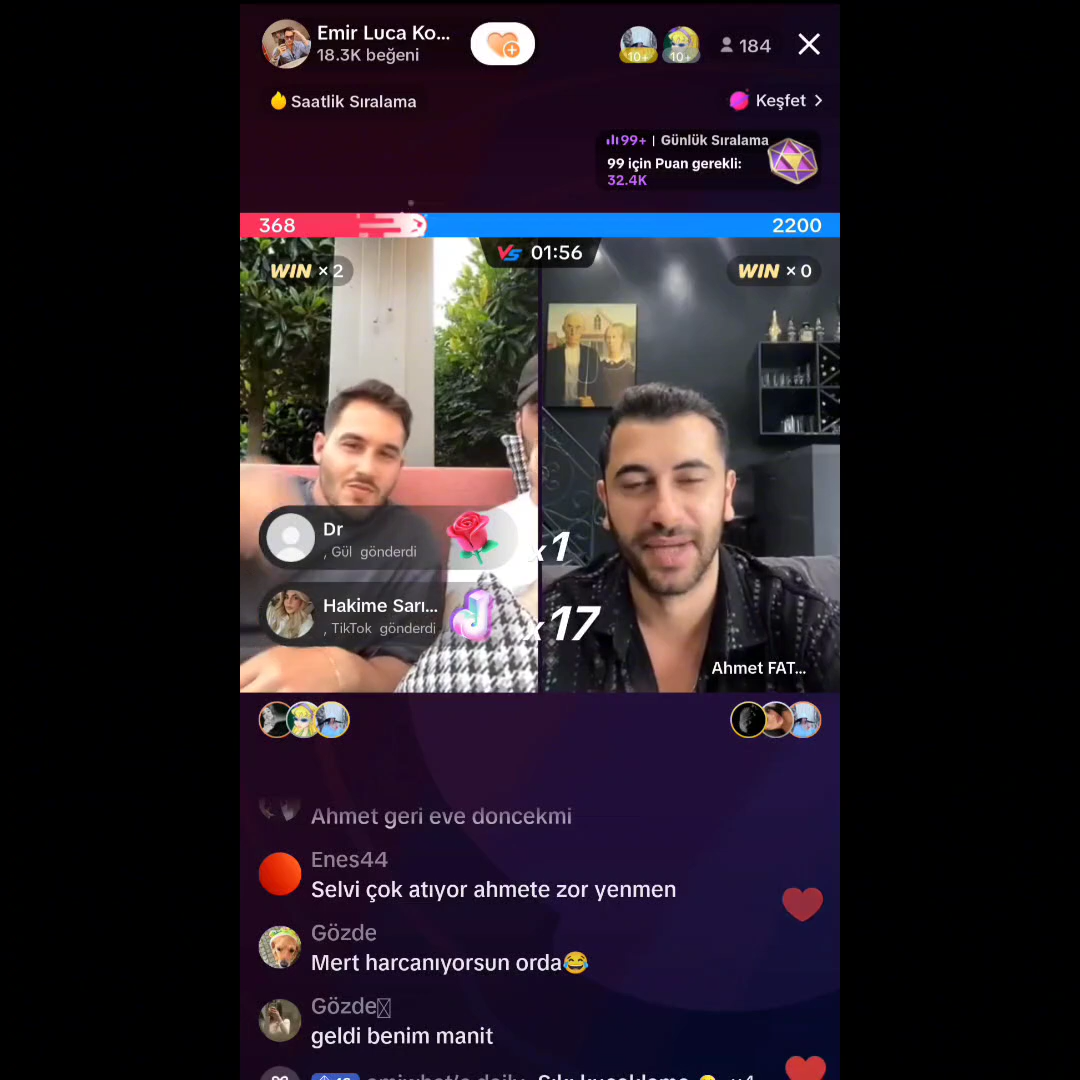 Emir Luca Ko...
18.3K beğeni
10+
10+
184
Saatlik Sıralama
Keşfet
99+ | Günlük Sıralama
99 için Puan gerekli:
32.4K
368
2200
VS 01:56
WIN × 2
WIN × 0
Dr
, Gül gönderdi
x1
Hakime Sarı...
, TikTok gönderdi
x17
Ahmet FAT...
Ahmet geri eve doncekmi
Enes44
Selvi çok atıyor ahmete zor yenmen
Gözde
Mert harcanıyorsun orda😂
Gözde
geldi benim manit